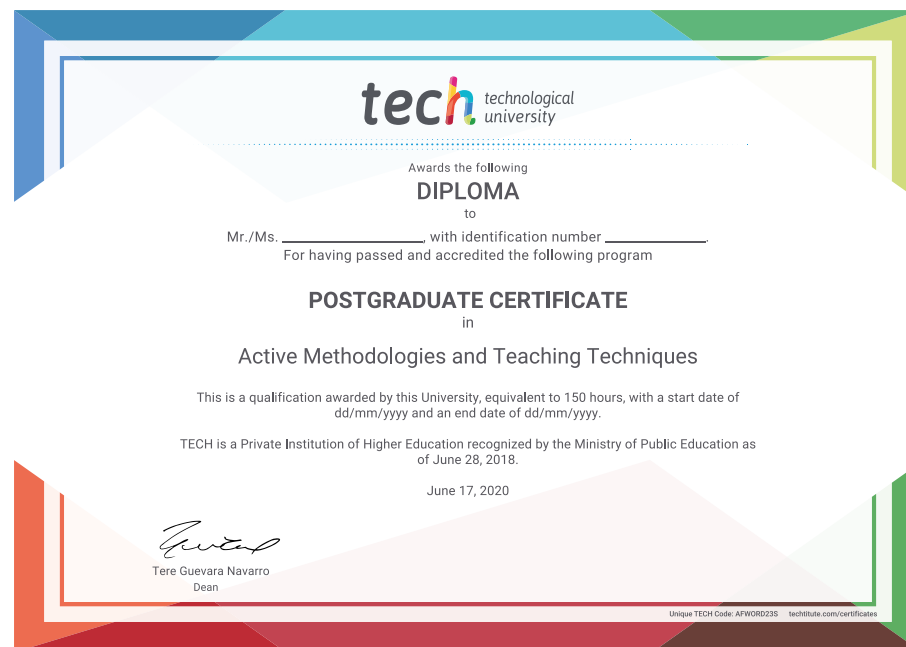 tech technological
university
Awards the following
DIPLOMA
to
Mr./Ms. ____________, with identification number ____________.
For having passed and accredited the following program
POSTGRADUATE CERTIFICATE
in
Active Methodologies and Teaching Techniques
This is a qualification awarded by this University, equivalent to 150 hours, with a start date of
dd/mm/yyyy and an end date of dd/mm/yyyy.
TECH is a Private Institution of Higher Education recognized by the Ministry of Public Education as
of June 28, 2018.
June 17, 2020
Tere Guevara Navarro
Dean
Unique TECH Code: AFWORD23S techtitute.com/certificates